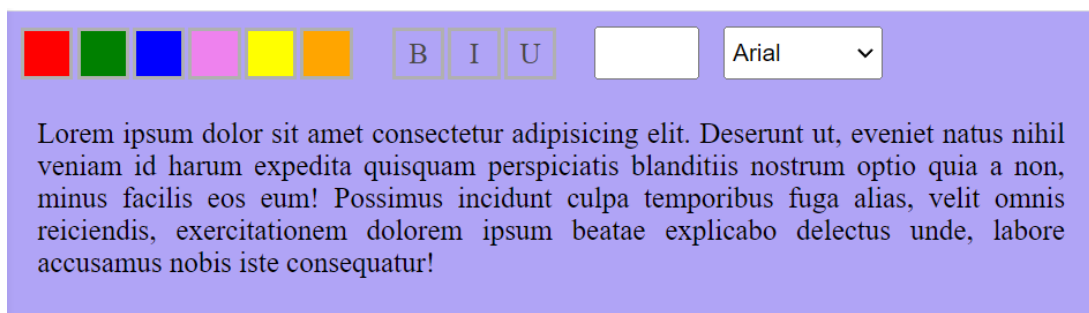 B I U Arial
Lorem ipsum dolor sit amet consectetur adipisicing elit. Deserunt ut, eveniet natus nihil
veniam id harum expedita quisquam perspiciatis blanditiis nostrum optio quia a non,
minus facilis eos eum! Possimus incidunt culpa temporibus fuga alias, velit omnis
reiciendis, exercitationem dolorem ipsum beatae explicabo delectus unde, labore
accusamus nobis iste consequatur!